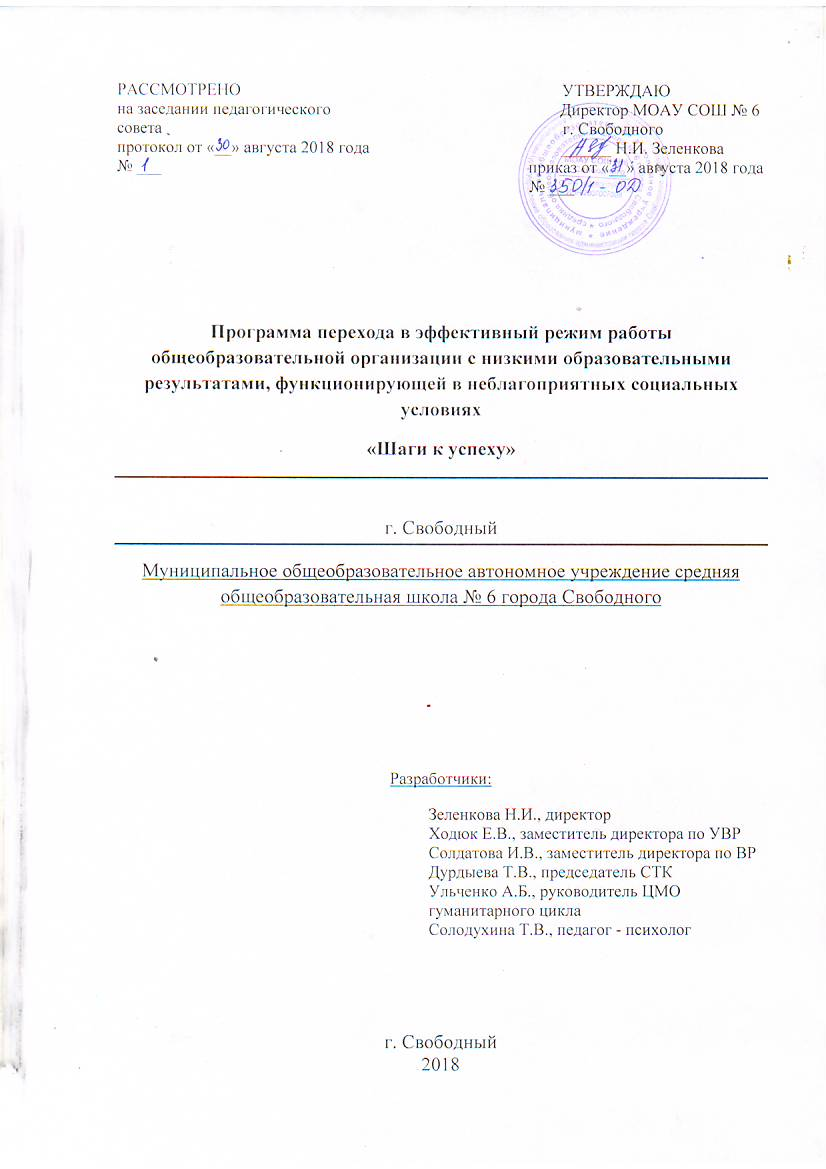 РАССМОТРЕНО
на заседании педагогического
совета
протокол от «30» августа 2018 года
№ 1
УТВЕРЖДАЮ
Директор МОАУ СОШ № 6
г. Свободного
Н.И. Зеленкова
приказ от «31» августа 2018 года
№ 350/1 - ОД
Программа перехода в эффективный режим работы
общеобразовательной организации с низкими образовательными
результатами, функционирующей в неблагоприятных социальных
условиях
«Шаги к успеху»
г. Свободный
Муниципальное общеобразовательное автономное учреждение средняя
общеобразовательная школа № 6 города Свободного
Разработчики:
Зеленкова Н.И., директор
Ходюк Е.В., заместитель директора по УВР
Солдатова И.В., заместитель директора по ВР
Дурдыева Т.В., председатель СТК
Ульченко А.Б., руководитель ЦМО
гуманитарного цикла
Солодухина Т.В., педагог - психолог
г. Свободный
2018